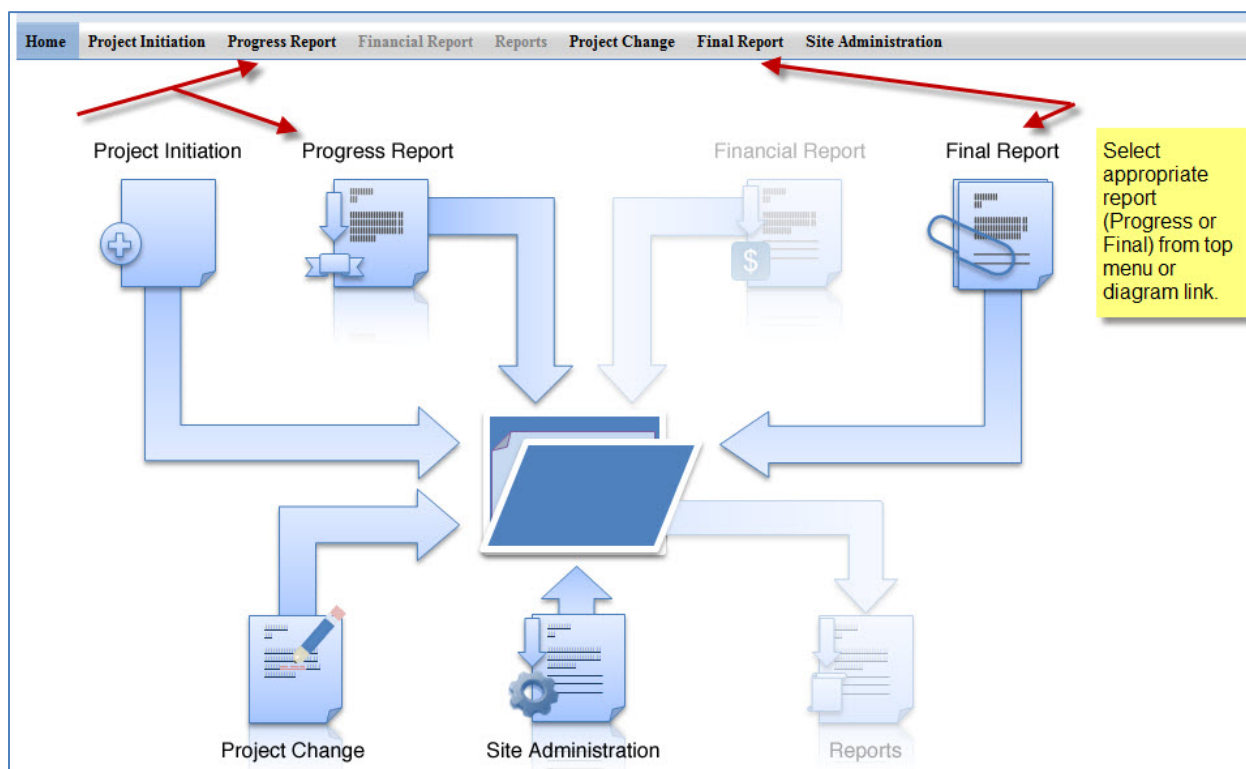 Home Project Initiation Progress Report Financial Report Reports Project Change Final Report Site Administration
Project Initiation
Progress Report
Financial Report
Final Report
Select
appropriate
report
(Progress or
Final) from top
menu or
diagram link.
$
Project Change
Site Administration
Reports